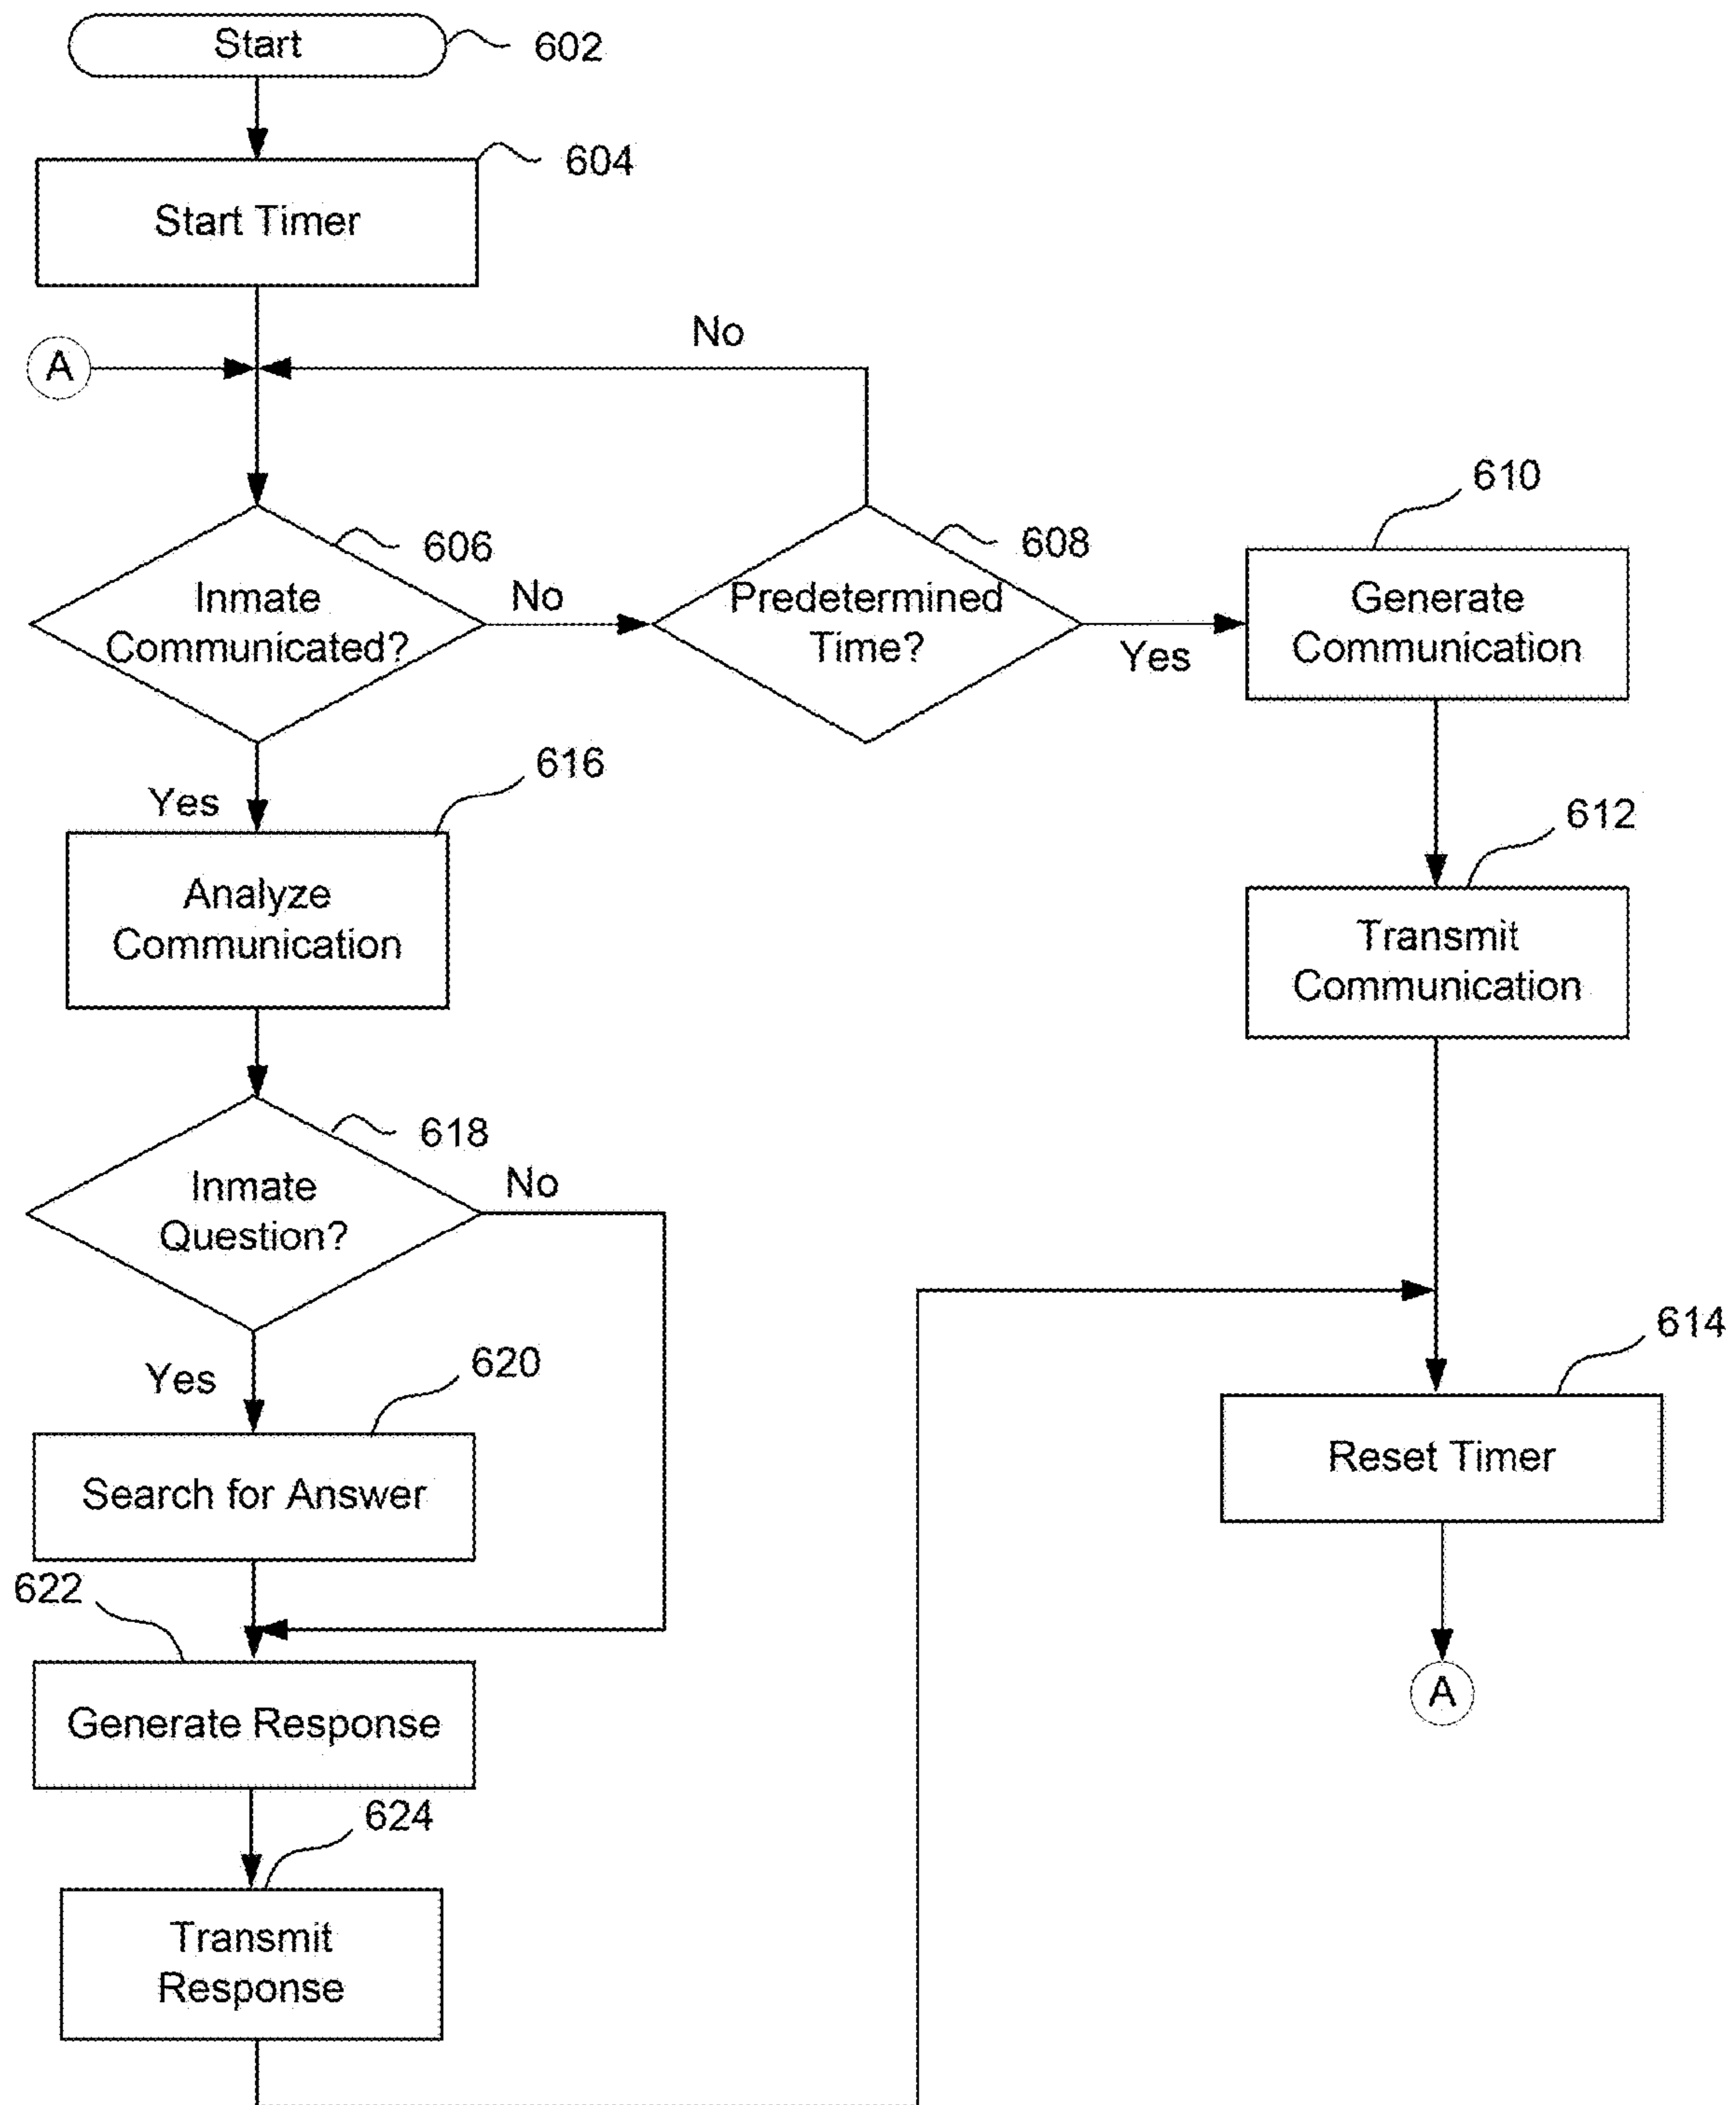 Start
602
604
Start Timer
A
No
606
Inmate
Communicated?
No
608
Predetermined
Time?
Yes
610
Generate
Communication
616
Yes
Analyze
Communication
612
Transmit
Communication
618
Inmate
Question?
No
Yes
620
Search for Answer
614
Reset Timer
A
622
Generate Response
624
Transmit
Response